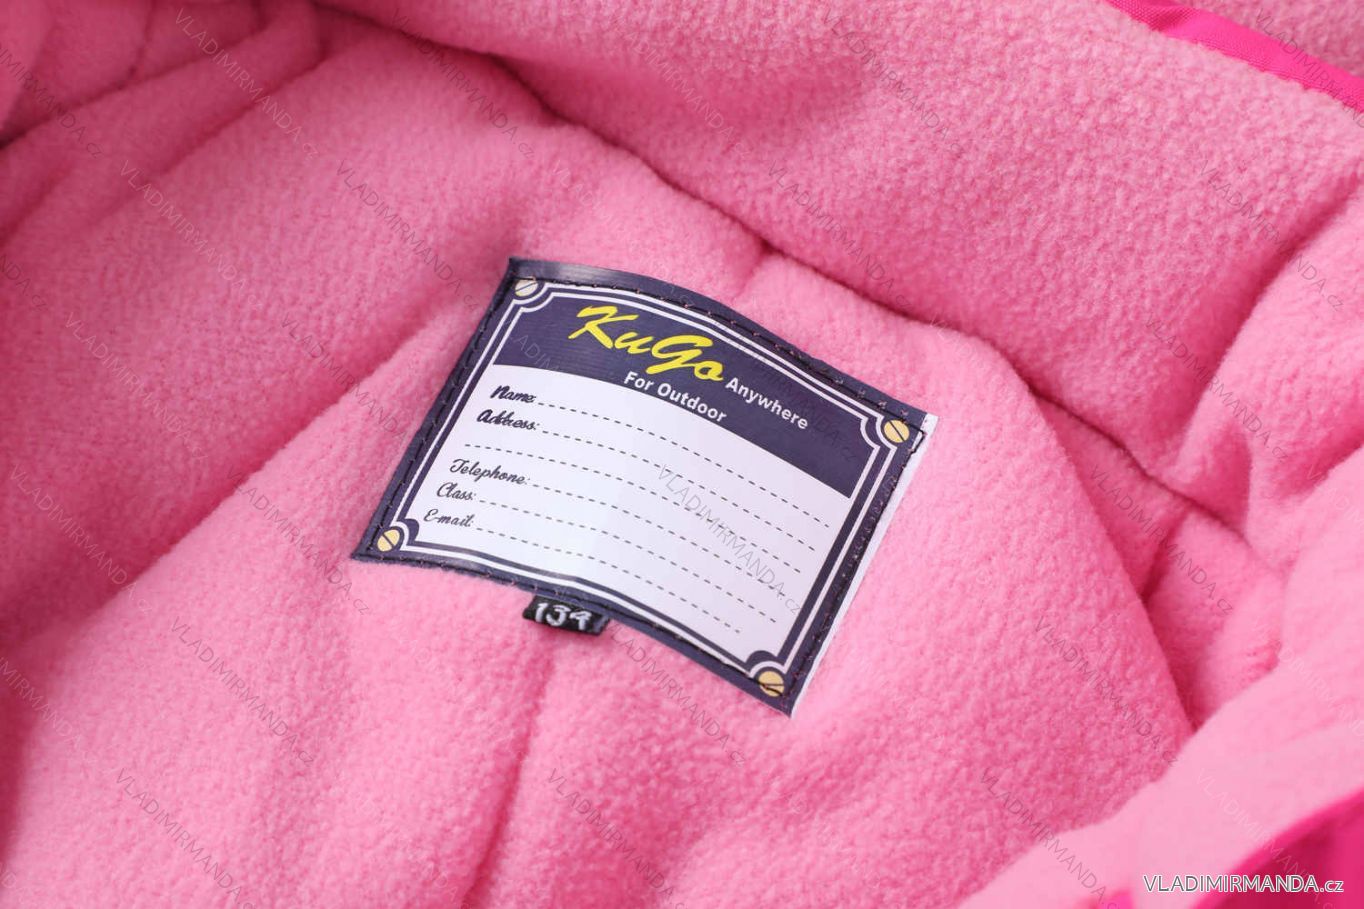 KuGo Anywhere
For Outdoor
Name:
Address:
Telephone:
Class:
E-mail:
134
VLADIMIRMANDA.cz